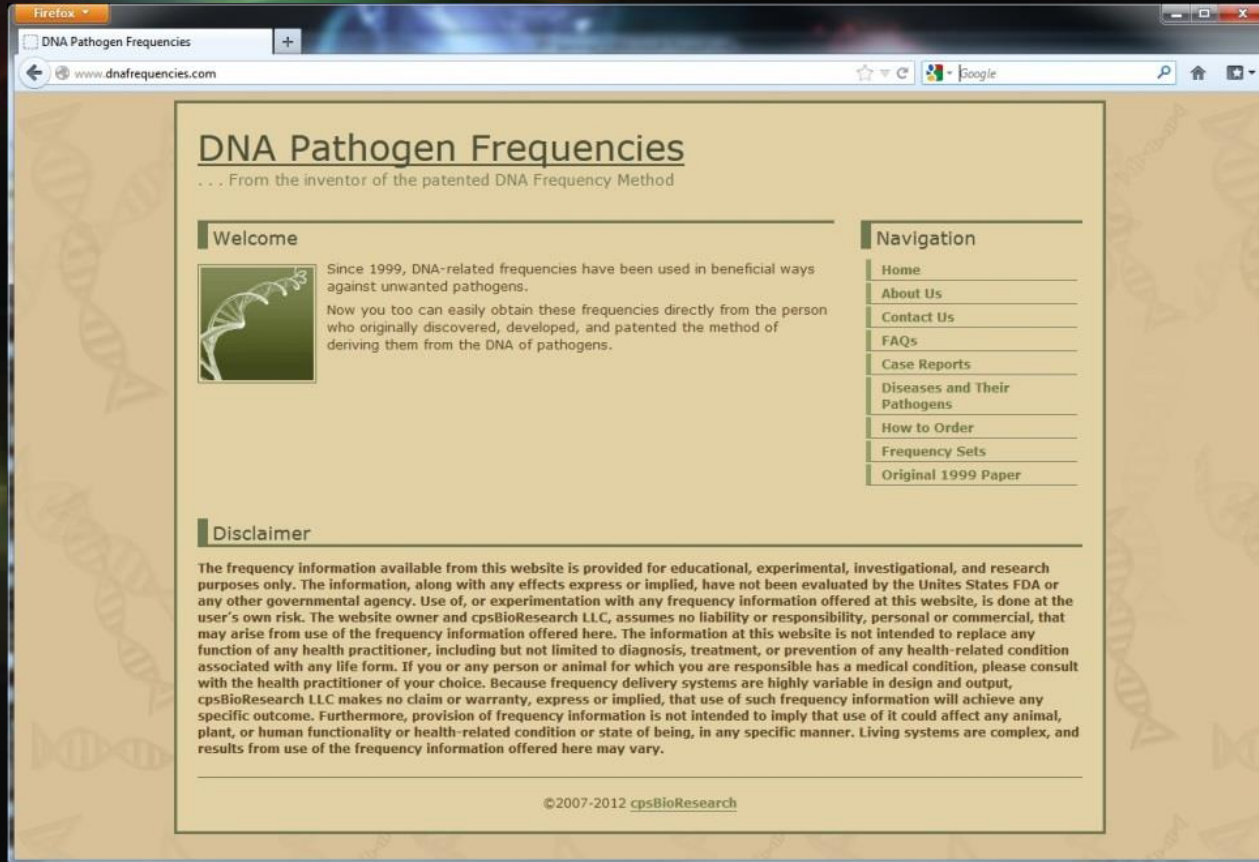 Firefox
DNA Pathogen Frequencies
www.dnafrequencies.com
Google
DNA Pathogen Frequencies
. . . From the inventor of the patented DNA Frequency Method
Welcome
Since 1999, DNA-related frequencies have been used in beneficial ways
against unwanted pathogens.
Now you too can easily obtain these frequencies directly from the person
who originally discovered, developed, and patented the method of
deriving them from the DNA of pathogens.
Navigation
Home
About Us
Contact Us
FAQs
Case Reports
Diseases and Their
Pathogens
How to Order
Frequency Sets
Original 1999 Paper
Disclaimer
The frequency information available from this website is provided for educational, experimental, investigational, and research
purposes only. The information, along with any effects express or implied, have not been evaluated by the Unites States FDA or
any other governmental agency. Use of, or experimentation with any frequency information offered at this website, is done at the
user's own risk. The website owner and cpsBioResearch LLC, assumes no liability or responsibility, personal or commercial, that
may arise from use of the frequency information offered here. The information at this website is not intended to replace any
function of any health practitioner, including but not limited to diagnosis, treatment, or prevention of any health-related condition
associated with any life form. If you or any person or animal for which you are responsible has a medical condition, please consult
with the health practitioner of your choice. Because frequency delivery systems are highly variable in design and output,
cpsBioResearch LLC makes no claim or warranty, express or implied, that use of such frequency information will achieve any
specific outcome. Furthermore, provision of frequency information is not intended to imply that use of it could affect any animal,
plant, or human functionality or health-related condition or state of being, in any specific manner. Living systems are complex, and
results from use of the frequency information offered here may vary.
©2007-2012 cpsBioResearch